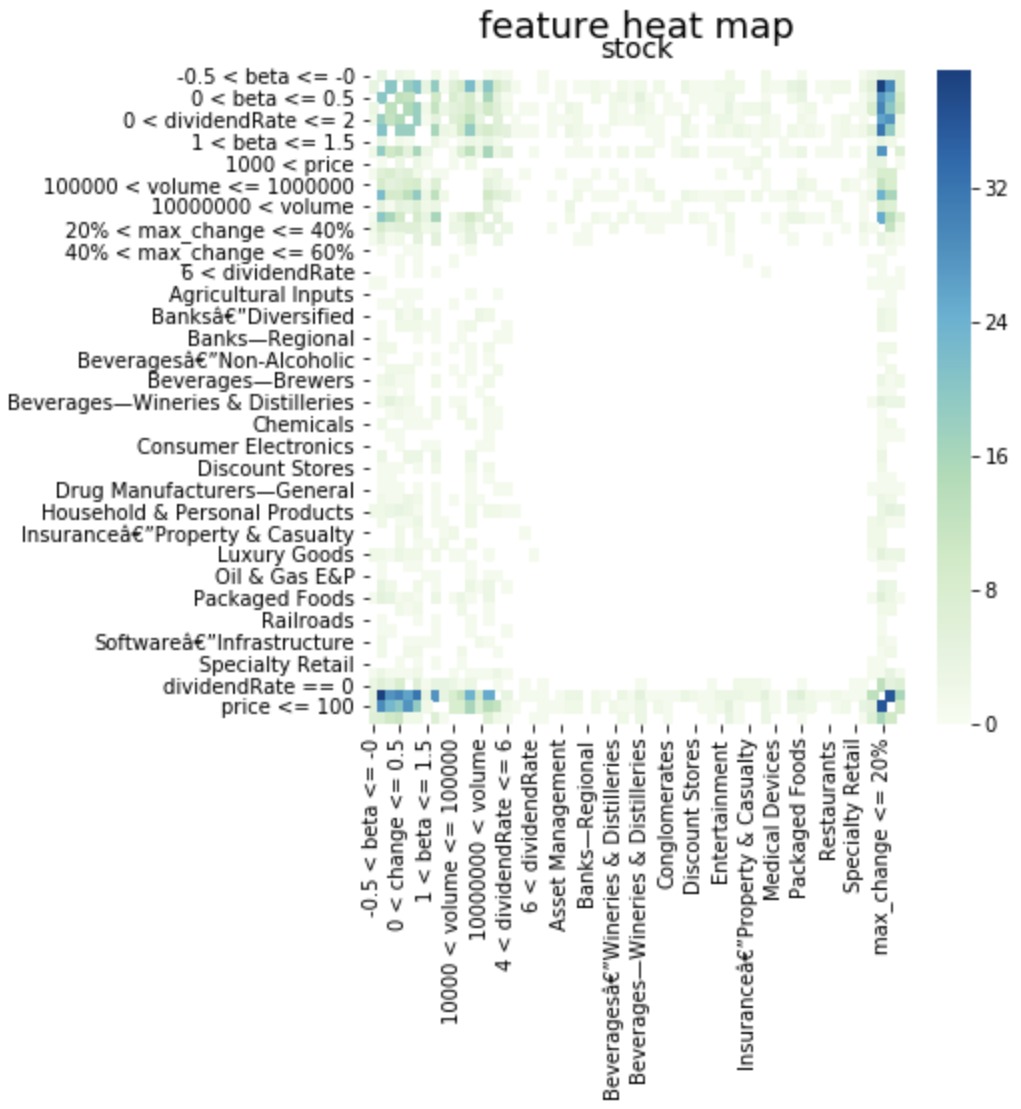 feature heat map
stock
-0.5 < beta <= -0
0 < beta <= 0.5
0 < dividendRate <= 2
1 < beta <= 1.5
1000 < price
100000 < volume <= 1000000
10000000 < volume
20% < max_change <= 40%
40% < max_change <= 60%
6 < dividendRate
Agricultural Inputs
Banksâ€”Diversified
Banks—Regional
Beveragesâ€”Non-Alcoholic
Beverages—Brewers
Beverages—Wineries & Distilleries
Chemicals
Consumer Electronics
Discount Stores
Drug Manufacturers—General
Household & Personal Products
Insuranceâ€”Property & Casualty
Luxury Goods
Oil & Gas E&P
Packaged Foods
Railroads
Softwareâ€”Infrastructure
Specialty Retail
dividendRate == 0
price <= 100
-0.5 < beta <= -0
0 < change <= 0.5
1 < beta <= 1.5
10000 < volume <= 100000
10000000 < volume
4 < dividendRate <= 6
6 < dividendRate
Asset Management
Banks—Regional
Beveragesâ€”Wineries & Distilleries
Beverages—Wineries & Distilleries
Conglomerates
Discount Stores
Entertainment
Insuranceâ€”Property & Casualty
Medical Devices
Packaged Foods
Restaurants
Specialty Retail
max_change <= 20%
32
24
16
8
0